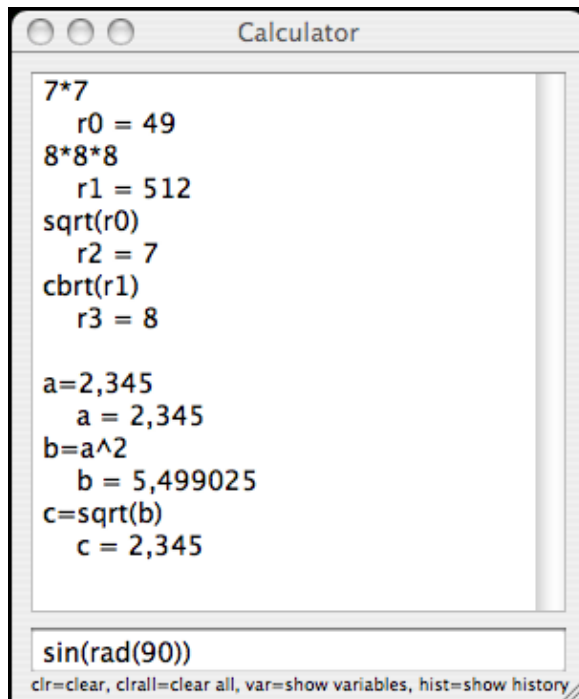 Calculator
7*7
r0 = 49
8*8*8
r1 = 512
sqrt(r0)
r2 = 7
cbrt(r1)
r3 = 8
a=2,345
a = 2,345
b=a^2
b = 5,499025
c=sqrt(b)
c = 2,345
sin(rad(90))
clr=clear, clrall=clear all, var=show variables, hist=show history